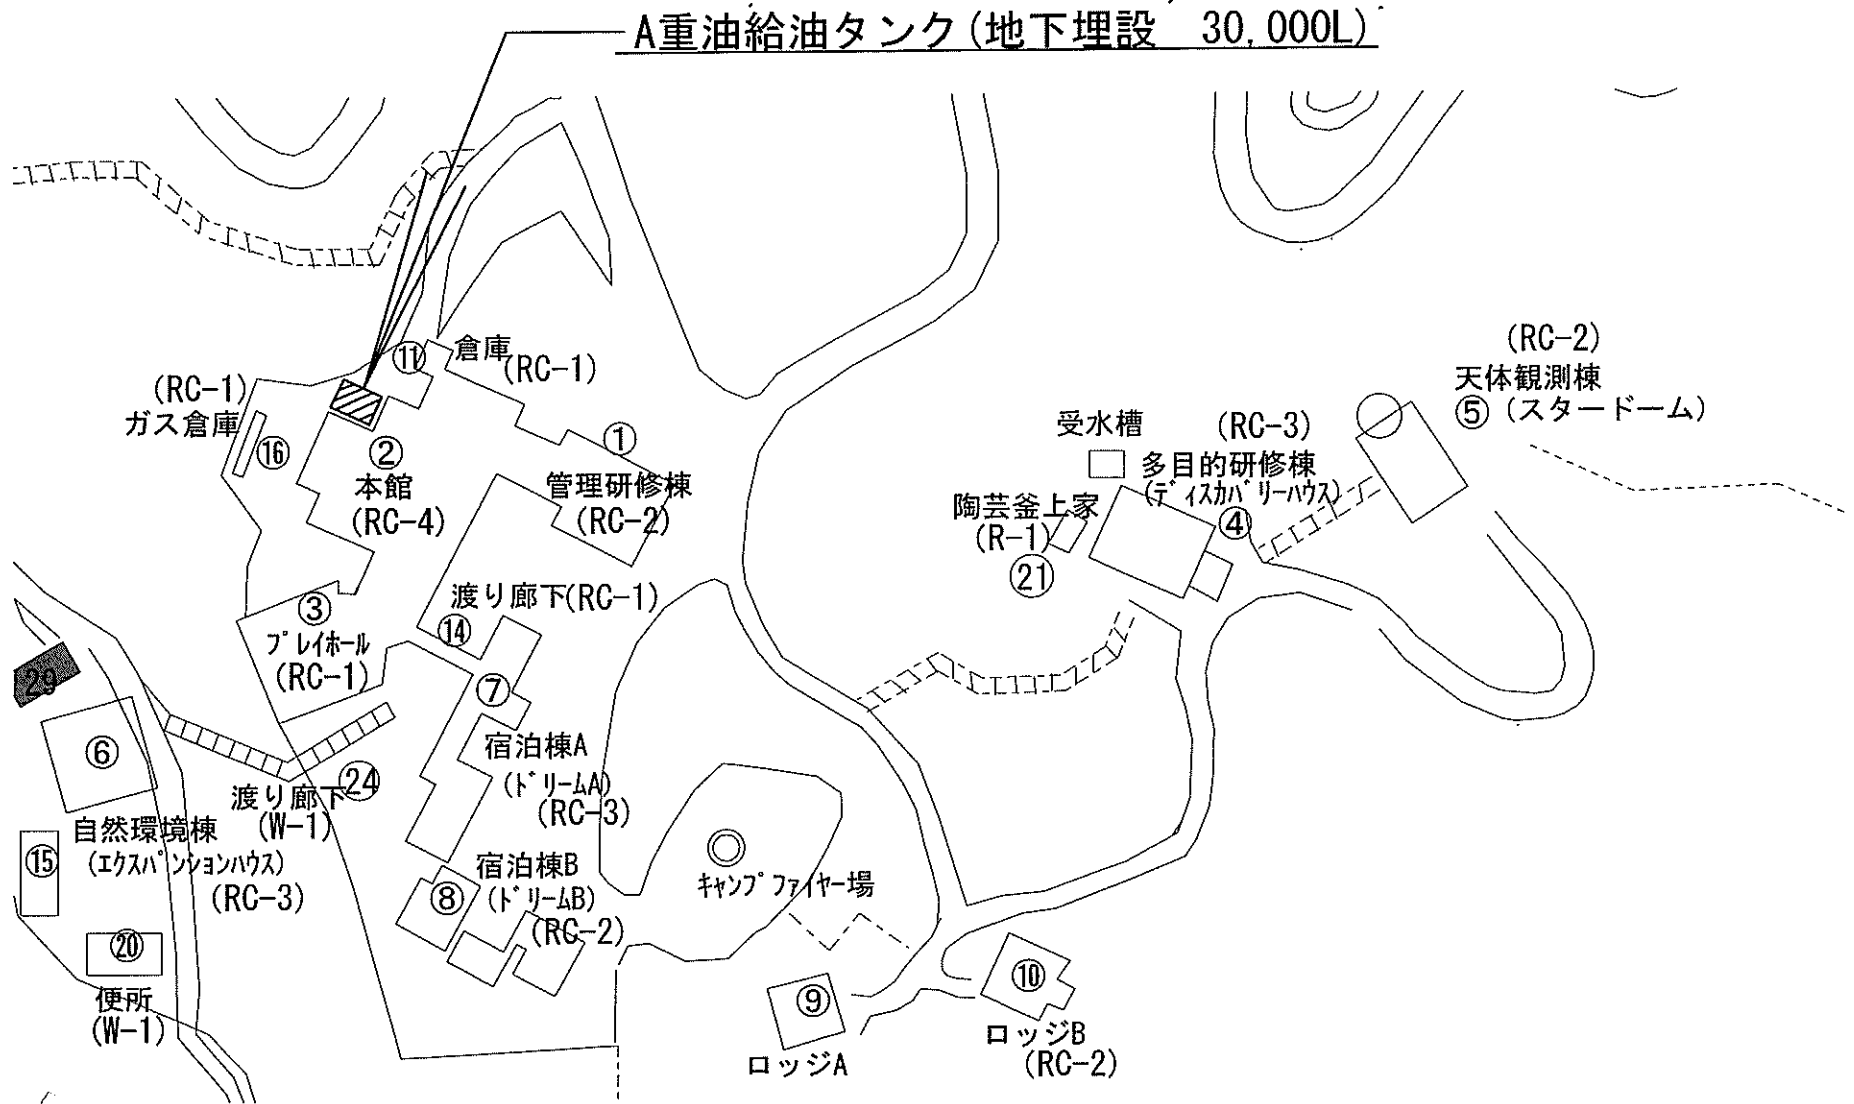 A重油給油タンク(地下埋設　30,000L)
⑪
倉庫
(RC-1)
(RC-1)
ガス倉庫
⑯
②
本館
(RC-4)
①
管理研修棟
(RC-2)
(RC-2)
天体観測棟
⑤(スタードーム)
受水槽
(RC-3)
多目的研修棟
(ディスカバリーハウス)
④
陶芸釜上家
(R-1)
㉑
渡り廊下(RC-1)
⑭
③
プレイホール
(RC-1)
⑦
宿泊棟A
(ドリームA)
(RC-3)
29
⑥
㉔
渡り廊下
(W-1)
自然環境棟
(エクスパンションハウス)
(RC-3)
⑮
宿泊棟B
(ドリームB)
(RC-2)
⑧
キャンプファイヤー場
⑳
便所
(W-1)
⑨
ロッジA
⑩
ロッジB
(RC-2)